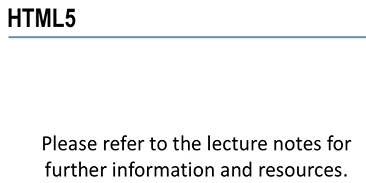 HTML5
Please refer to the lecture notes for
further information and resources.